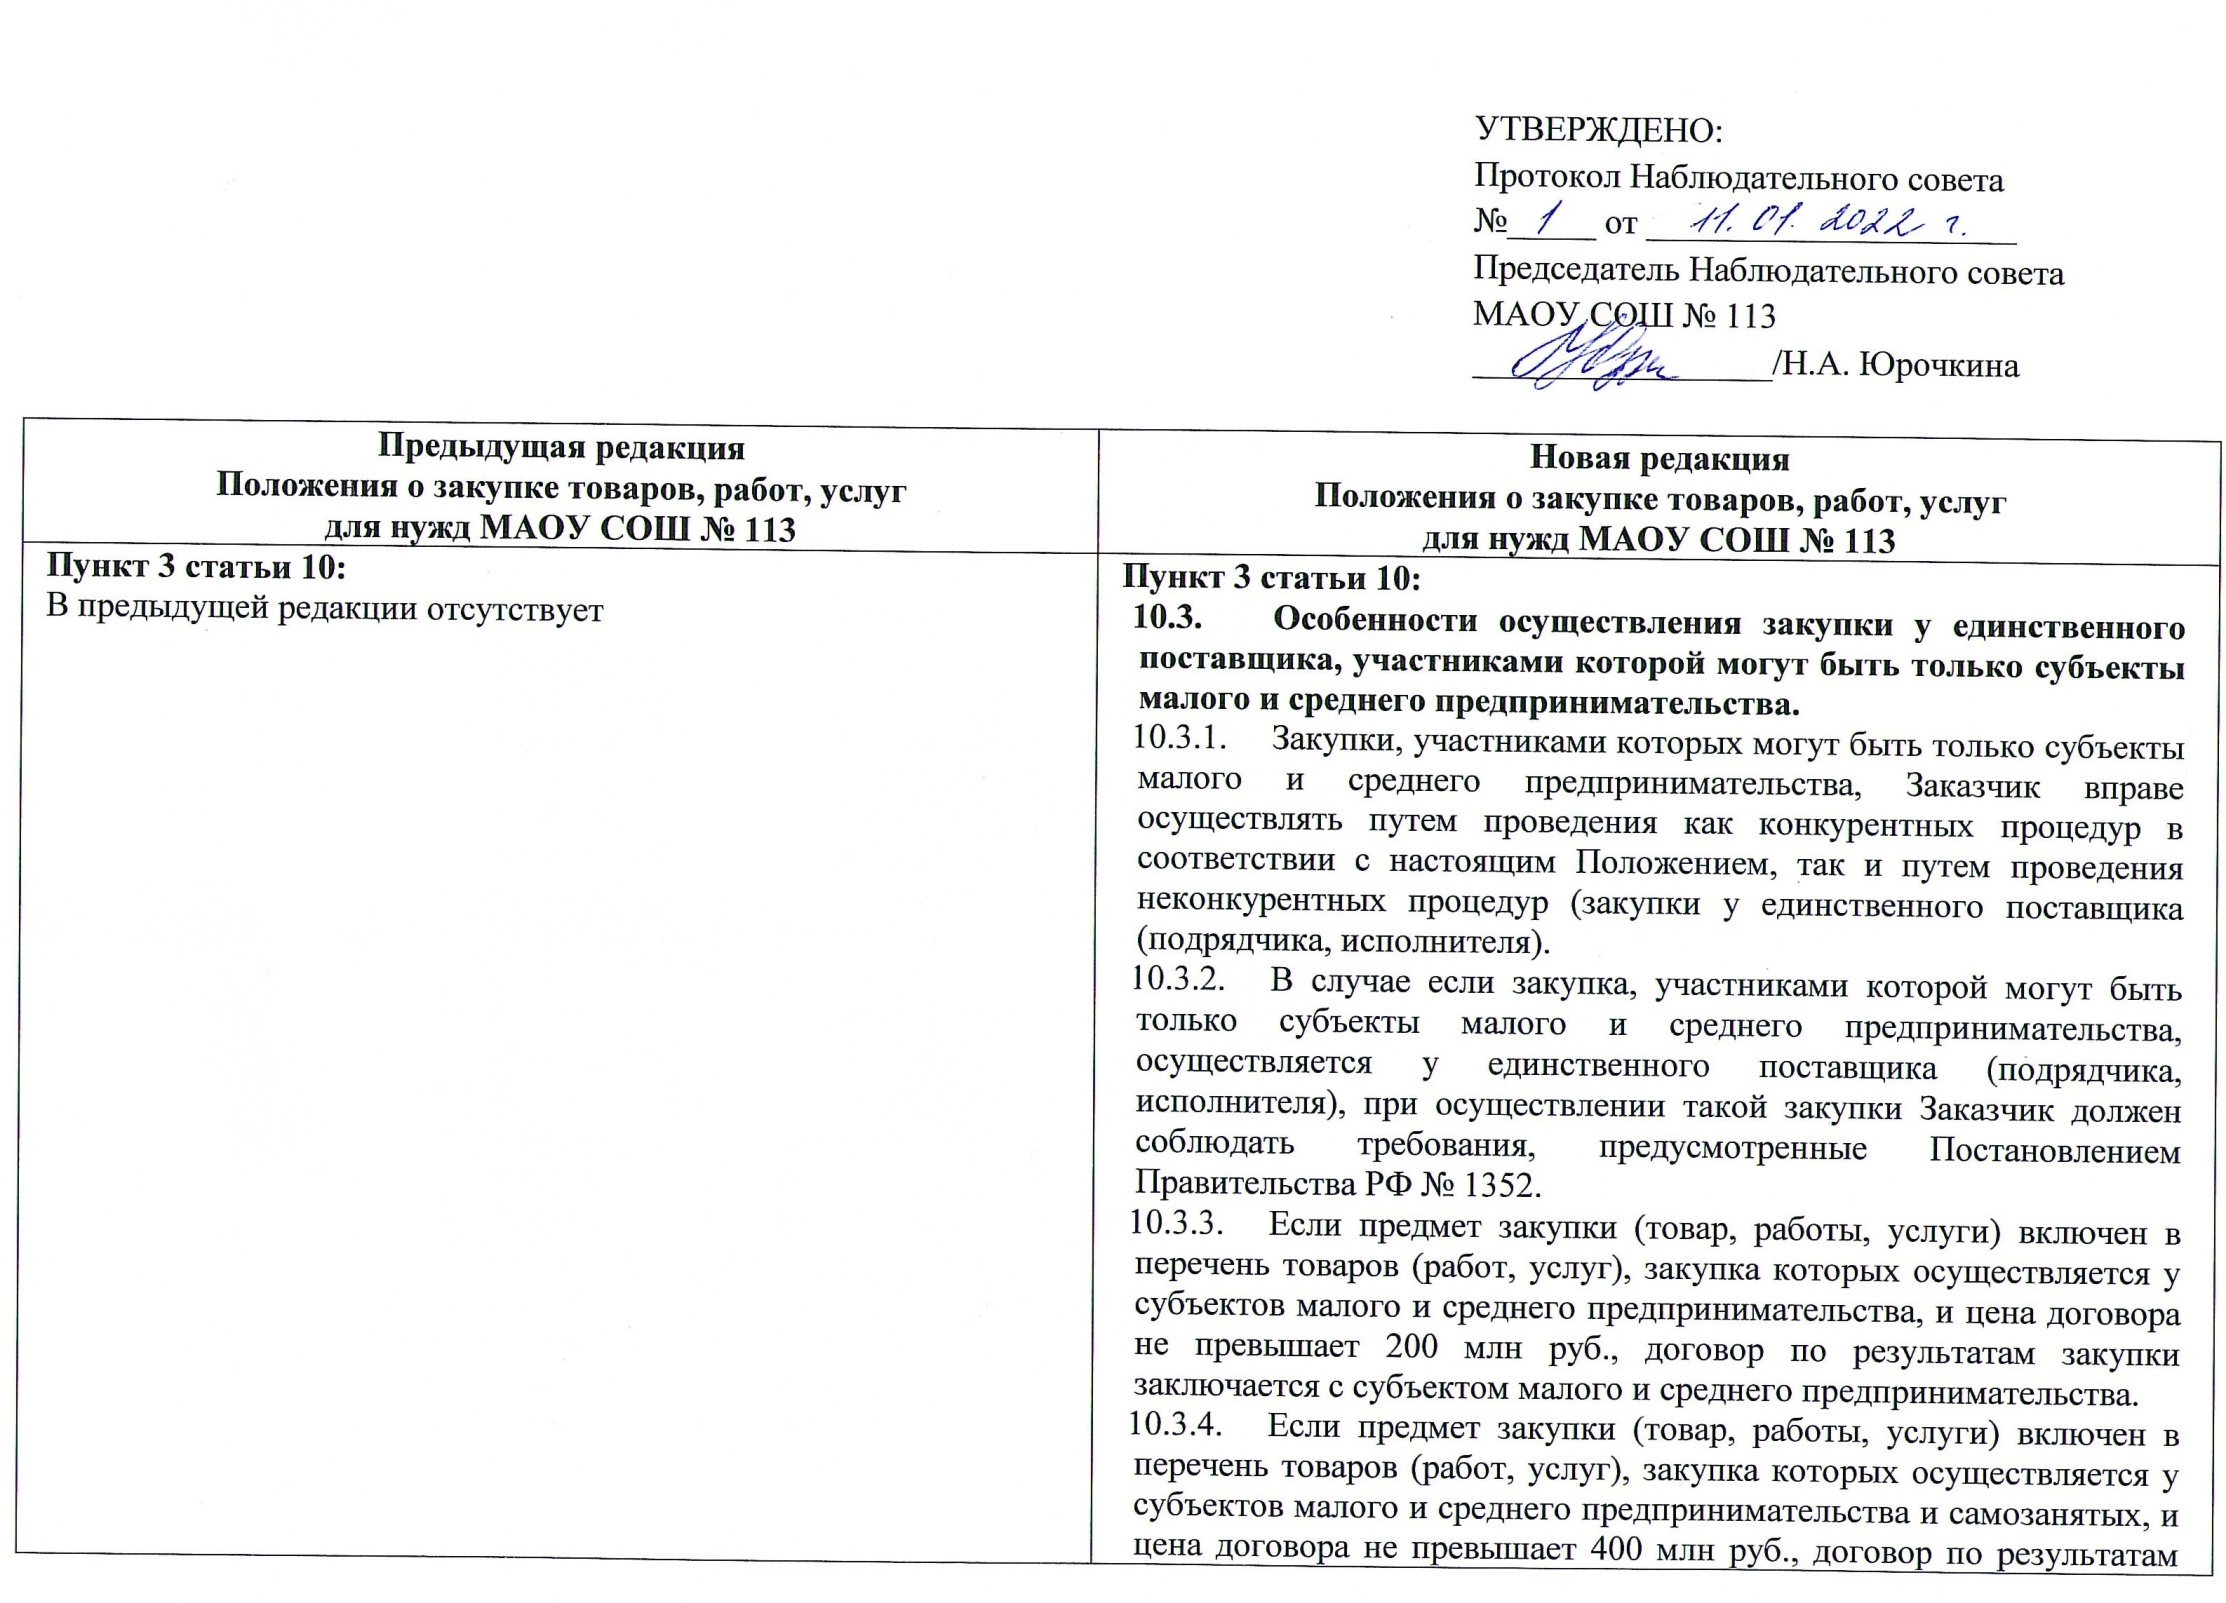 УТВЕРЖДЕНО:
Протокол Наблюдательного совета
№ 1 от 11.01.2022 г.
Председатель Наблюдательного совета
МАОУ СОШ № 113
/Н.А. Юрочкина
Предыдущая редакция
Положения о закупке товаров, работ, услуг
для нужд МАОУ СОШ № 113
Новая редакция
Положения о закупке товаров, работ, услуг
для нужд МАОУ СОШ № 113
Пункт 3 статьи 10:
В предыдущей редакции отсутствует
Пункт 3 статьи 10:
10.3. Особенности осуществления закупки у единственного
поставщика, участниками которой могут быть только субъекты
малого и среднего предпринимательства.
10.3.1. Закупки, участниками которых могут быть только субъекты
малого и среднего предпринимательства, Заказчик вправе
осуществлять путем проведения как конкурентных процедур в
соответствии с настоящим Положением, так и путем проведения
неконкурентных процедур (закупки у единственного поставщика
(подрядчика, исполнителя).
10.3.2. В случае если закупка, участниками которой могут быть
только субъекты малого и среднего предпринимательства,
осуществляется у единственного поставщика (подрядчика,
исполнителя), при осуществлении такой закупки Заказчик должен
соблюдать требования, предусмотренные Постановлением
Правительства РФ № 1352.
10.3.3. Если предмет закупки (товар, работы, услуги) включен в
перечень товаров (работ, услуг), закупка которых осуществляется у
субъектов малого и среднего предпринимательства, и цена договора
не превышает 200 млн руб., договор по результатам закупки
заключается с субъектом малого и среднего предпринимательства.
10.3.4. Если предмет закупки (товар, работы, услуги) включен в
перечень товаров (работ, услуг), закупка которых осуществляется у
субъектов малого и среднего предпринимательства и самозанятых, и
цена договора не превышает 400 млн руб., договор по результатам